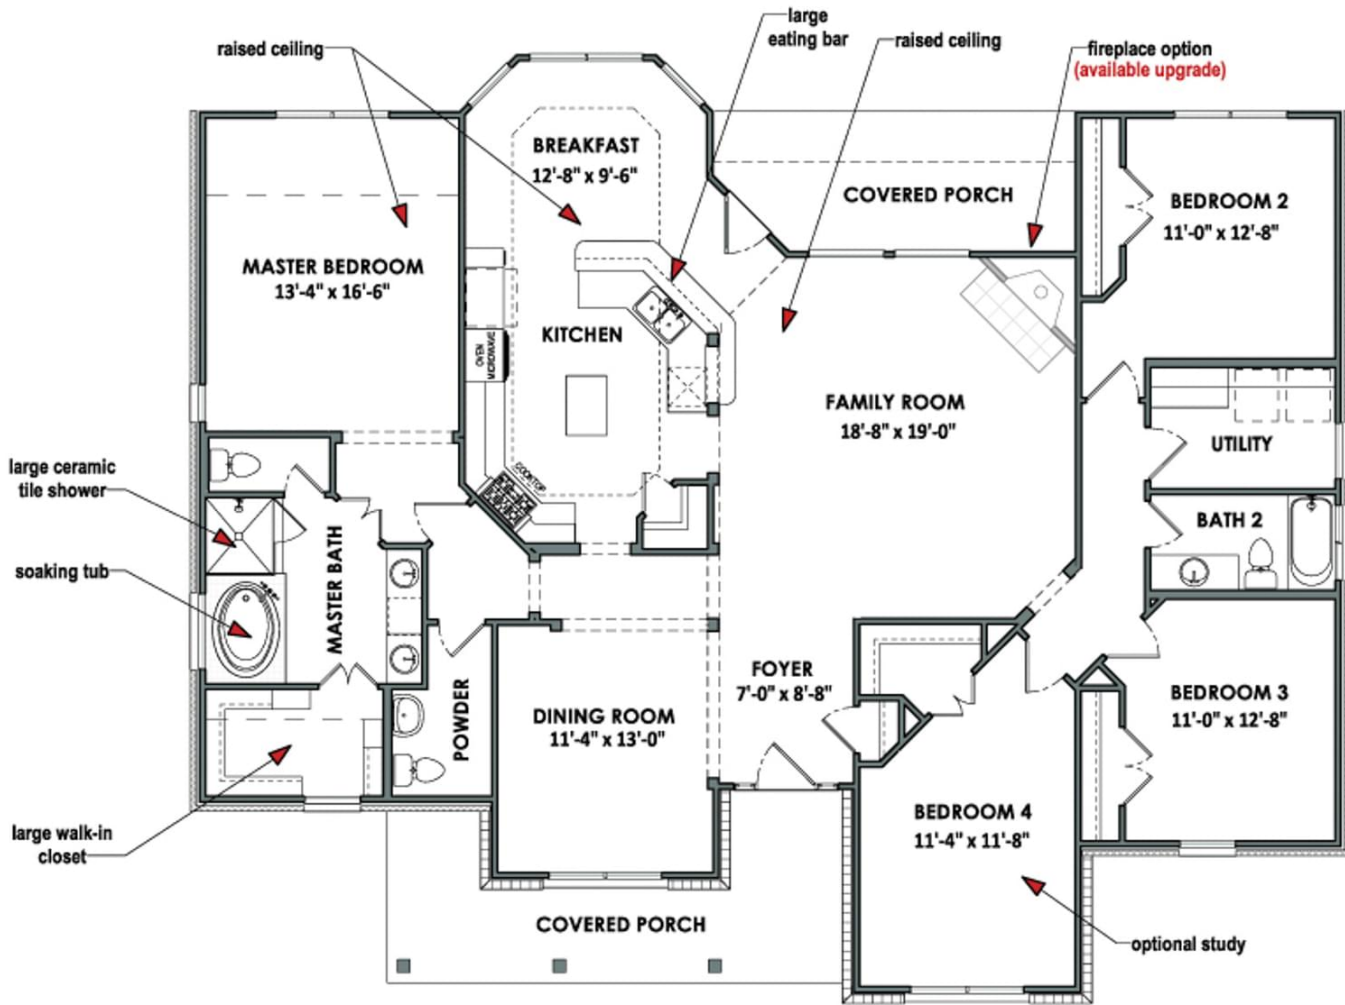 raised ceiling
large
eating bar
raised ceiling
fireplace option
(available upgrade)
BREAKFAST
12'-8" x 9'-6"
COVERED PORCH
BEDROOM 2
11'-0" x 12'-8"
MASTER BEDROOM
13'-4" x 16'-6"
KITCHEN
OVEN
MICROWAVE
FAMILY ROOM
18'-8" x 19'-0"
UTILITY
large ceramic
tile shower
COOKTOP
BATH 2
soaking tub
MASTER BATH
FOYER
7'-0" x 8'-8"
POWDER
DINING ROOM
11'-4" x 13'-0"
BEDROOM 3
11'-0" x 12'-8"
large walk-in
closet
BEDROOM 4
11'-4" x 11'-8"
COVERED PORCH
optional study